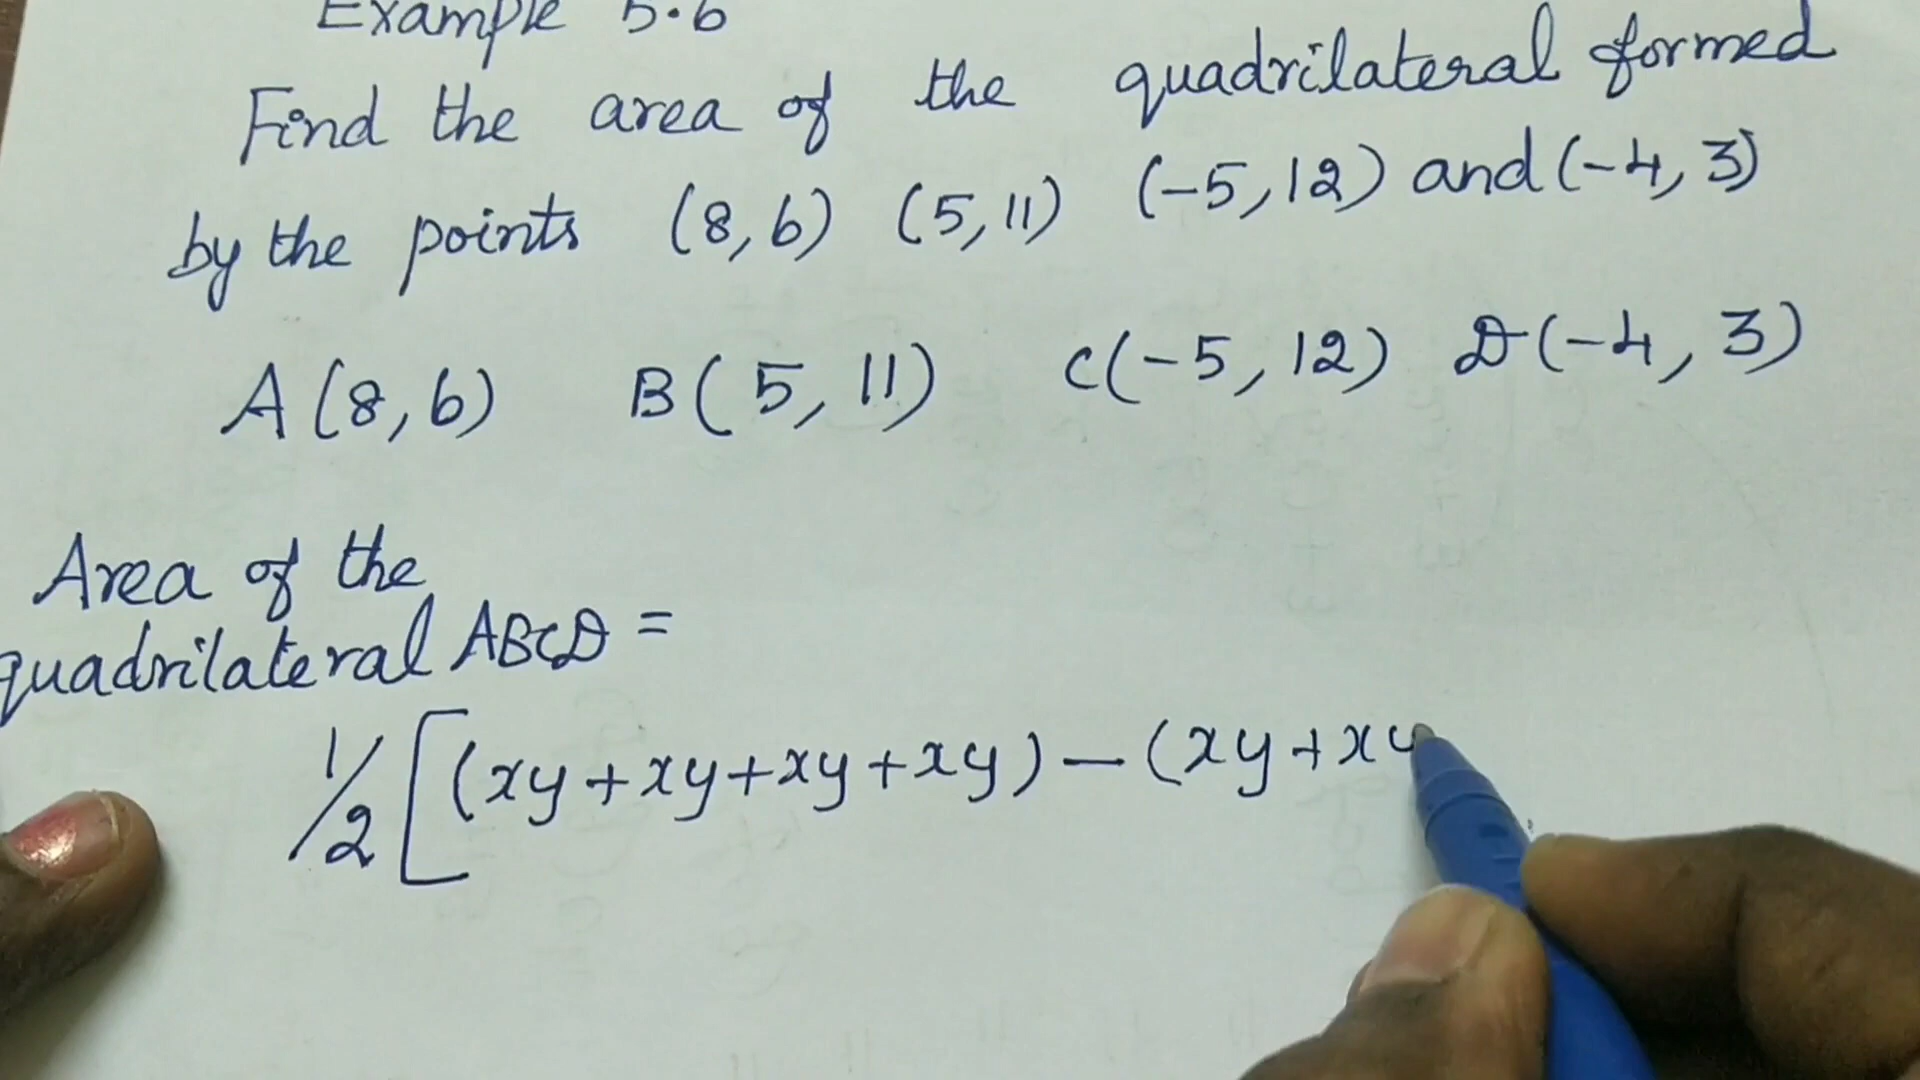 Example 5.6
Find the area of the quadrilateral formed
by the points (8,6) (5,11) (-5,12) and (-4,3)
A(8,6) B(5,11) C(-5,12) D(-4,3)
Area of the
quadrilateral ABCD =
1/2 [(xy+xy+xy+xy) - (xy+xy